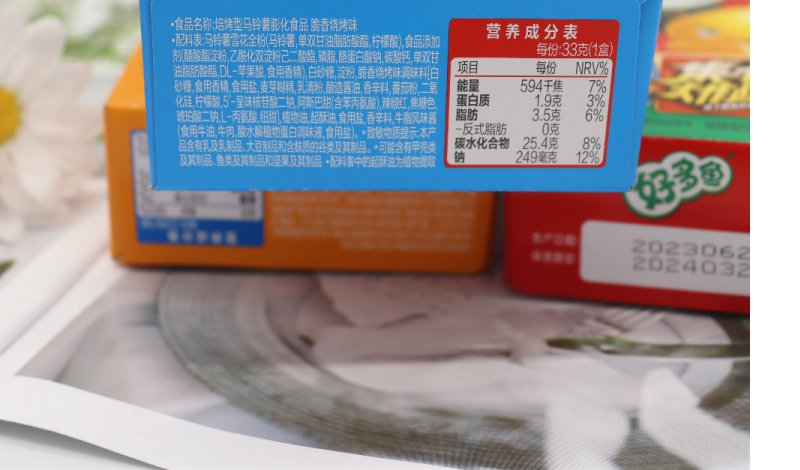 •食品名称:焙烤型马铃薯膨化食品 脆香烧烤味
•配料表:马铃薯雪花全粉(马铃薯,单双甘油脂肪酸酯,柠檬酸),食品添加
剂(醋酸酯淀粉,乙酰化双淀粉己二酸酯,磷脂,酪蛋白酸钠,碳酸钙,单双甘
油脂肪酸酯,DL-苹果酸,食用香精),白砂糖,淀粉,脆香烧烤味调味料(白
砂糖,食用香精,食用盐,麦芽糊精,乳清粉,酿造酱油,香辛料,番茄粉,二氧
化硅,柠檬酸,5'-呈味核苷酸二钠,阿斯巴甜(含苯丙氨酸),辣椒红,焦糖色,
琥珀酸二钠,L-丙氨酸,纽甜),植物油,起酥油,食用盐,香辛料,牛脂风味酱
(食用牛油,牛肉,酸水解植物蛋白调味液,食用盐)。•致敏物质提示:本产
品含有乳及乳制品、大豆制品和含麸质的谷类及其制品。•可能含有甲壳类
及其制品、鱼类及其制品和坚果及其制品 •配料表中的起酥油为植物提取
营养成分表
每份:33克(1盒)
项目 每份 NRV%
能量 594千焦 7%
蛋白质 1.9克 3%
脂肪 3.5克 6%
-反式脂肪 0克
碳水化合物 25.4克 8%
钠 249毫克 12%
好多鱼
生产日期
2023062
保质期至
2024032